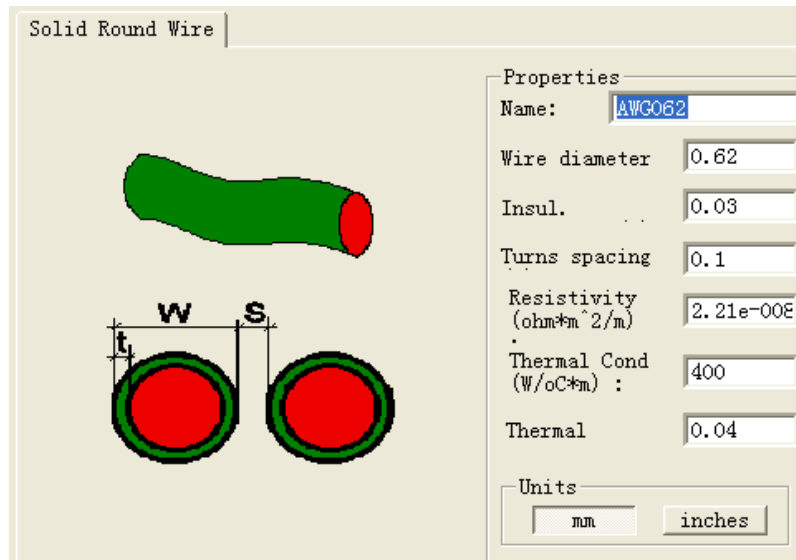 Solid Round Wire
Properties
Name: AWG062
Wire diameter 0.62
Insul. 0.03
Turns spacing 0.1
Resistivity
(ohm*m^2/m) 2.21e-008
Thermal Cond
(W/oC*m) : 400
Thermal 0.04
W S
t
Units
mm inches